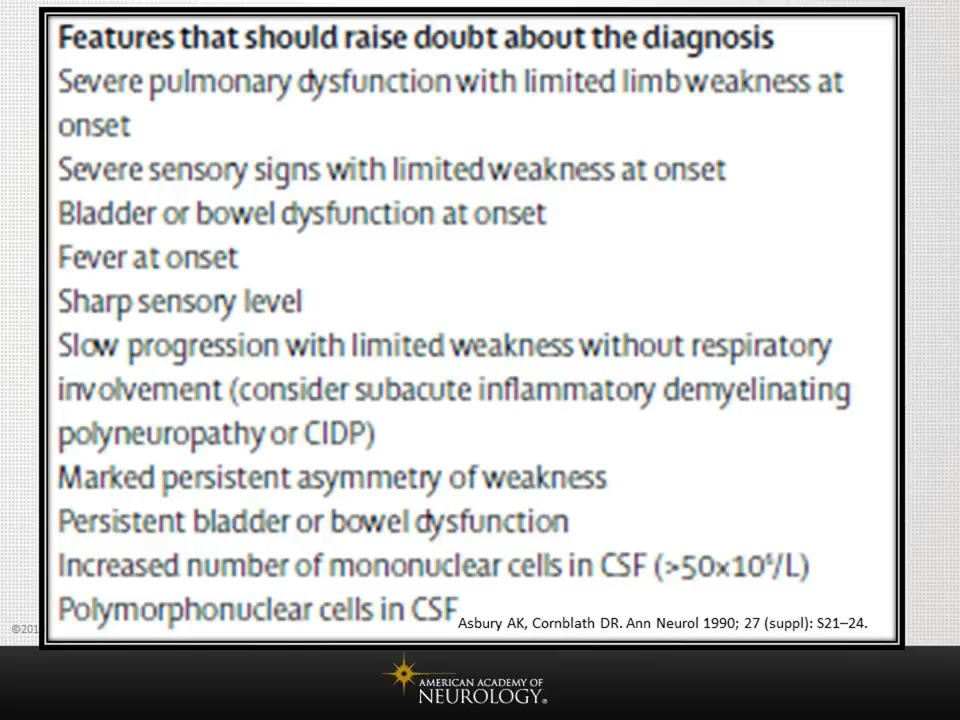 Features that should raise doubt about the diagnosis
Severe pulmonary dysfunction with limited limb weakness at
onset
Severe sensory signs with limited weakness at onset
Bladder or bowel dysfunction at onset
Fever at onset
Sharp sensory level
Slow progression with limited weakness without respiratory
involvement (consider subacute inflammatory demyelinating
polyneuropathy or CIDP)
Marked persistent asymmetry of weakness
Persistent bladder or bowel dysfunction
Increased number of mononuclear cells in CSF (>50×10⁶/L)
Polymorphonuclear cells in CSF
Asbury AK, Cornblath DR. Ann Neurol 1990; 27 (suppl): S21–24.
©201
AMERICAN ACADEMY OF
NEUROLOGY®